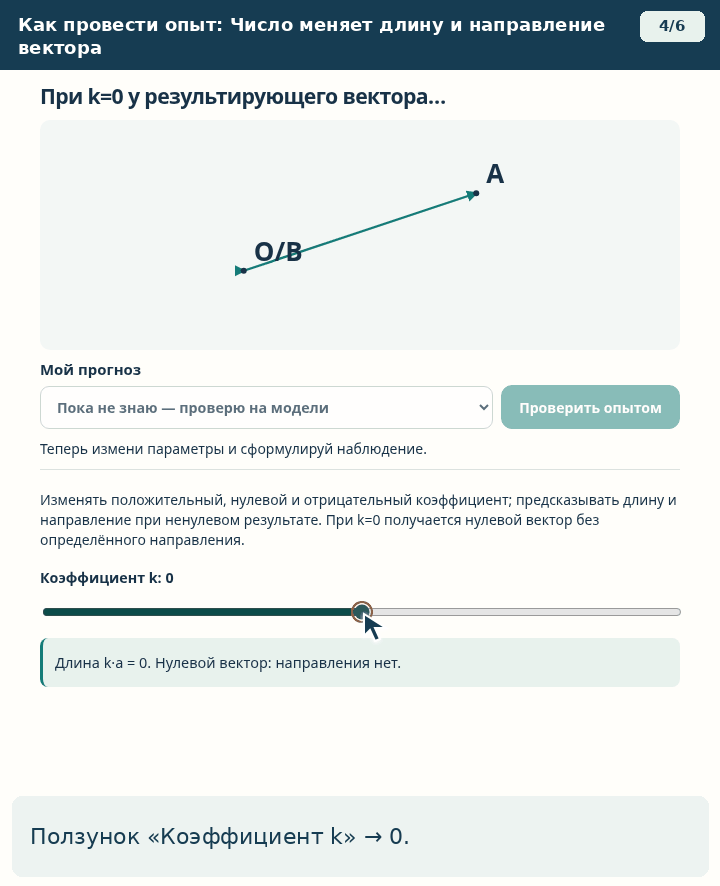 Как провести опыт: Число меняет длину и направление
вектора
4/6
При k=0 у результирующего вектора…
A
O/B
Мой прогноз
Пока не знаю — проверю на модели
Проверить опытом
Теперь измени параметры и сформулируй наблюдение.
Изменять положительный, нулевой и отрицательный коэффициент; предсказывать длину и
направление при ненулевом результате. При k=0 получается нулевой вектор без
определённого направления.
Коэффициент k: 0
Длина k·a = 0. Нулевой вектор: направления нет.
Ползунок «Коэффициент k» → 0.